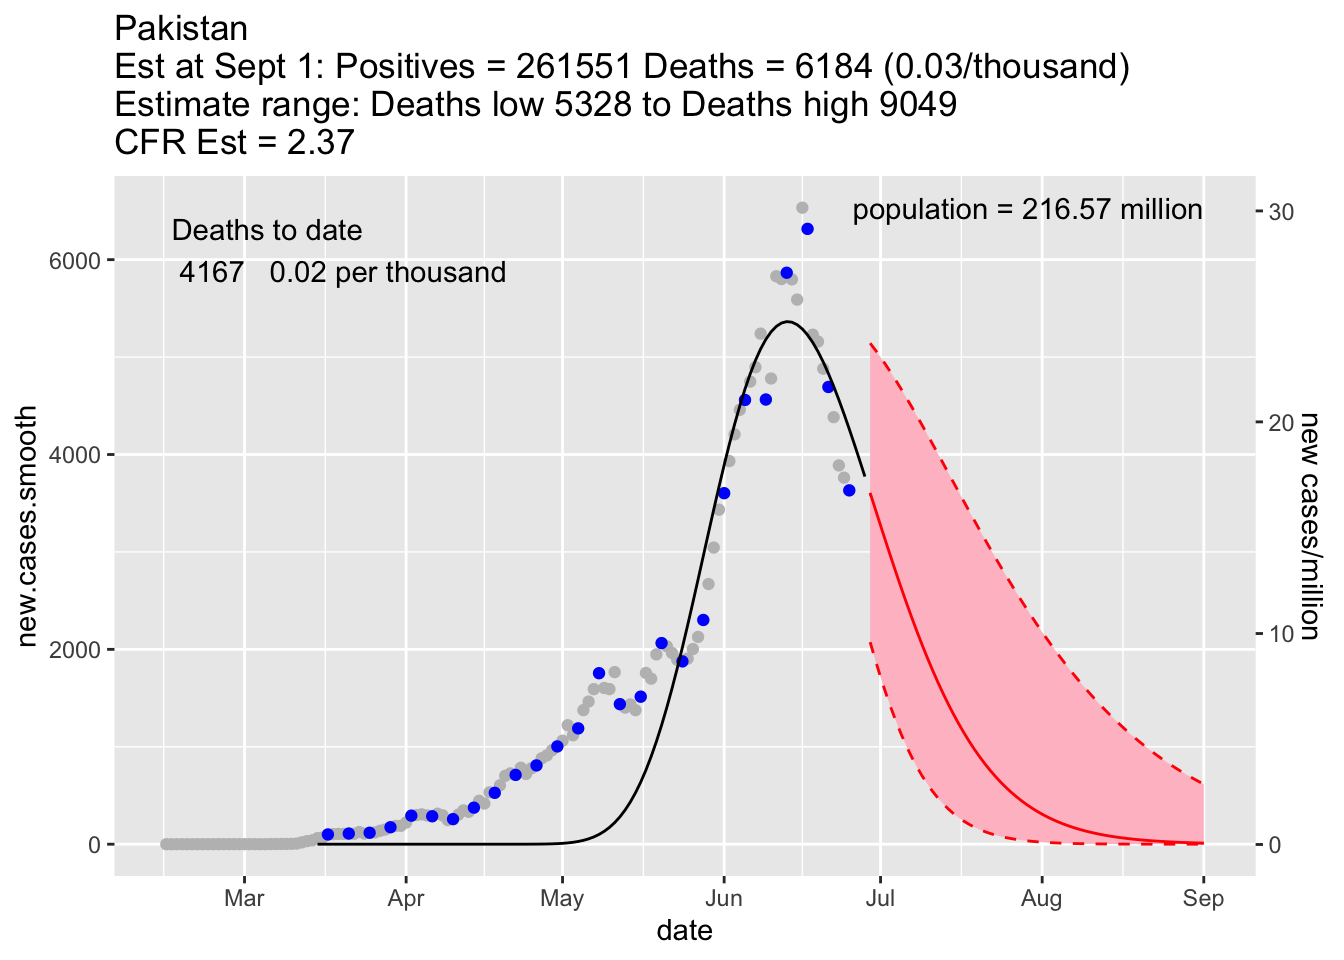 Pakistan
Est at Sept 1: Positives = 261551 Deaths = 6184 (0.03/thousand)
Estimate range: Deaths low 5328 to Deaths high 9049
CFR Est = 2.37
Deaths to date
4167 0.02 per thousand
population = 216.57 million
new.cases.smooth
6000
4000
2000
0
30
20
10
0
new cases/million
Mar Apr May Jun Jul Aug Sep
date